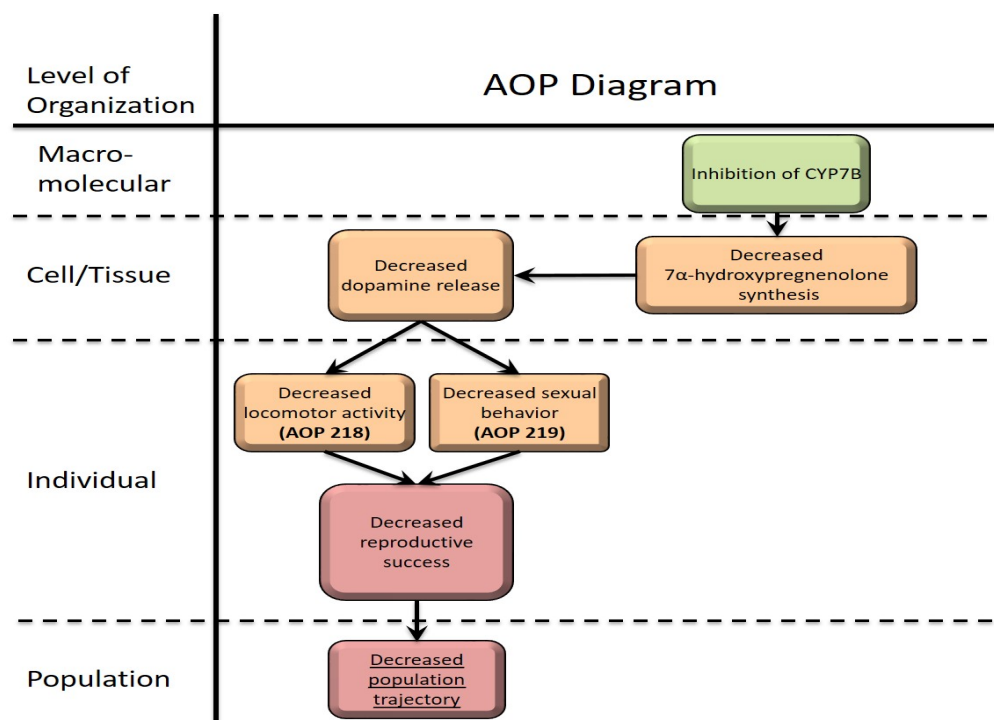 Level of
Organization
AOP Diagram
Macro-
molecular
Inhibition of CYP7B
Cell/Tissue
Decreased
dopamine release
Decreased
7α-hydroxypregnenolone
synthesis
Individual
Decreased
locomotor activity
(AOP 218)
Decreased sexual
behavior
(AOP 219)
Decreased
reproductive
success
Population
Decreased
population
trajectory